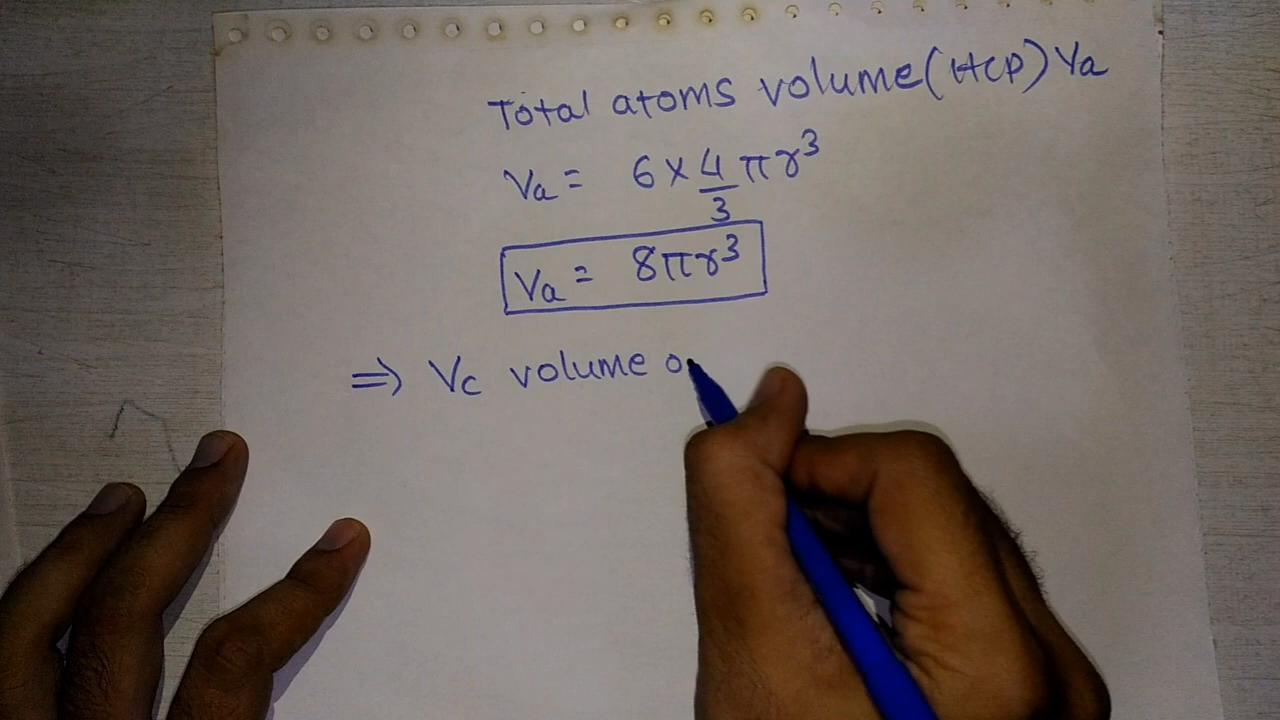 Total atoms volume (HCP) Va
Va = 6 × 4/3 πr³
Va = 8πr³
⇒ Vc volume o